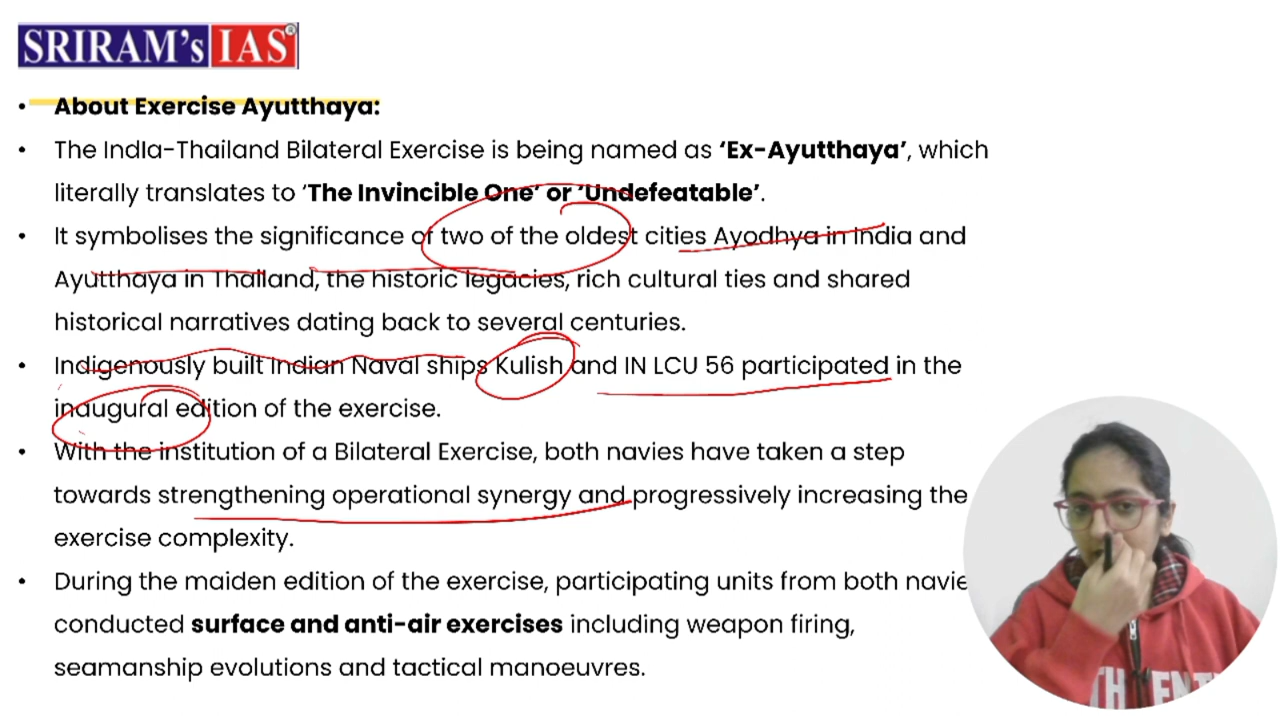 SRIRAM's IAS®
• About Exercise Ayutthaya:
• The IndIa-Thailand Bilateral Exercise is being named as ‘Ex-Ayutthaya’, which
literally translates to ‘The Invincible One’ or ‘Undefeatable’.
• It symbolises the significance of two of the oldest cities Ayodhya in India and
Ayutthaya in Thailand, the historic legacies, rich cultural ties and shared
historical narratives dating back to several centuries.
• Indigenously built Indian Naval ships Kulish and IN LCU 56 participated in the
inaugural edition of the exercise.
• With the institution of a Bilateral Exercise, both navies have taken a step
towards strengthening operational synergy and progressively increasing the
exercise complexity.
• During the maiden edition of the exercise, participating units from both navie
conducted surface and anti-air exercises including weapon firing,
seamanship evolutions and tactical manoeuvres.